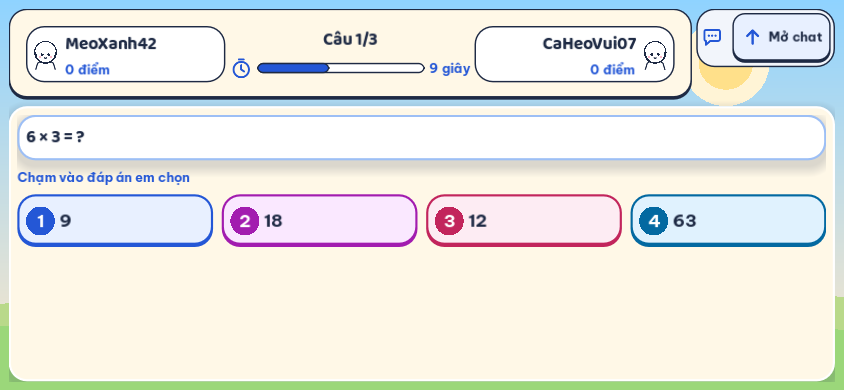 MeoXanh42
0 điểm
Câu 1/3
9 giây
CaHeoVui07
0 điểm
Mở chat
6 × 3 = ?
Chạm vào đáp án em chọn
1 9
2 18
3 12
4 63